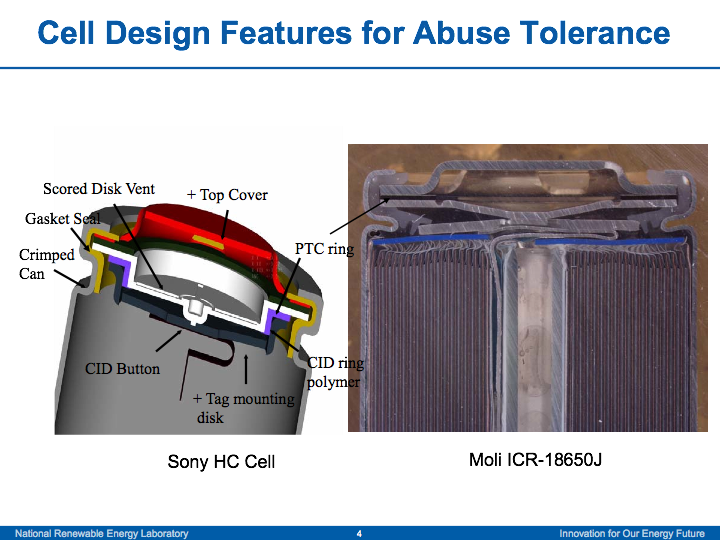 Cell Design Features for Abuse Tolerance
Scored Disk Vent
+ Top Cover
Gasket Seal
PTC ring
Crimped
Can
CID Button
CID ring
polymer
+ Tag mounting
disk
Sony HC Cell
Moli ICR-18650J
National Renewable Energy Laboratory
4
Innovation for Our Energy Future